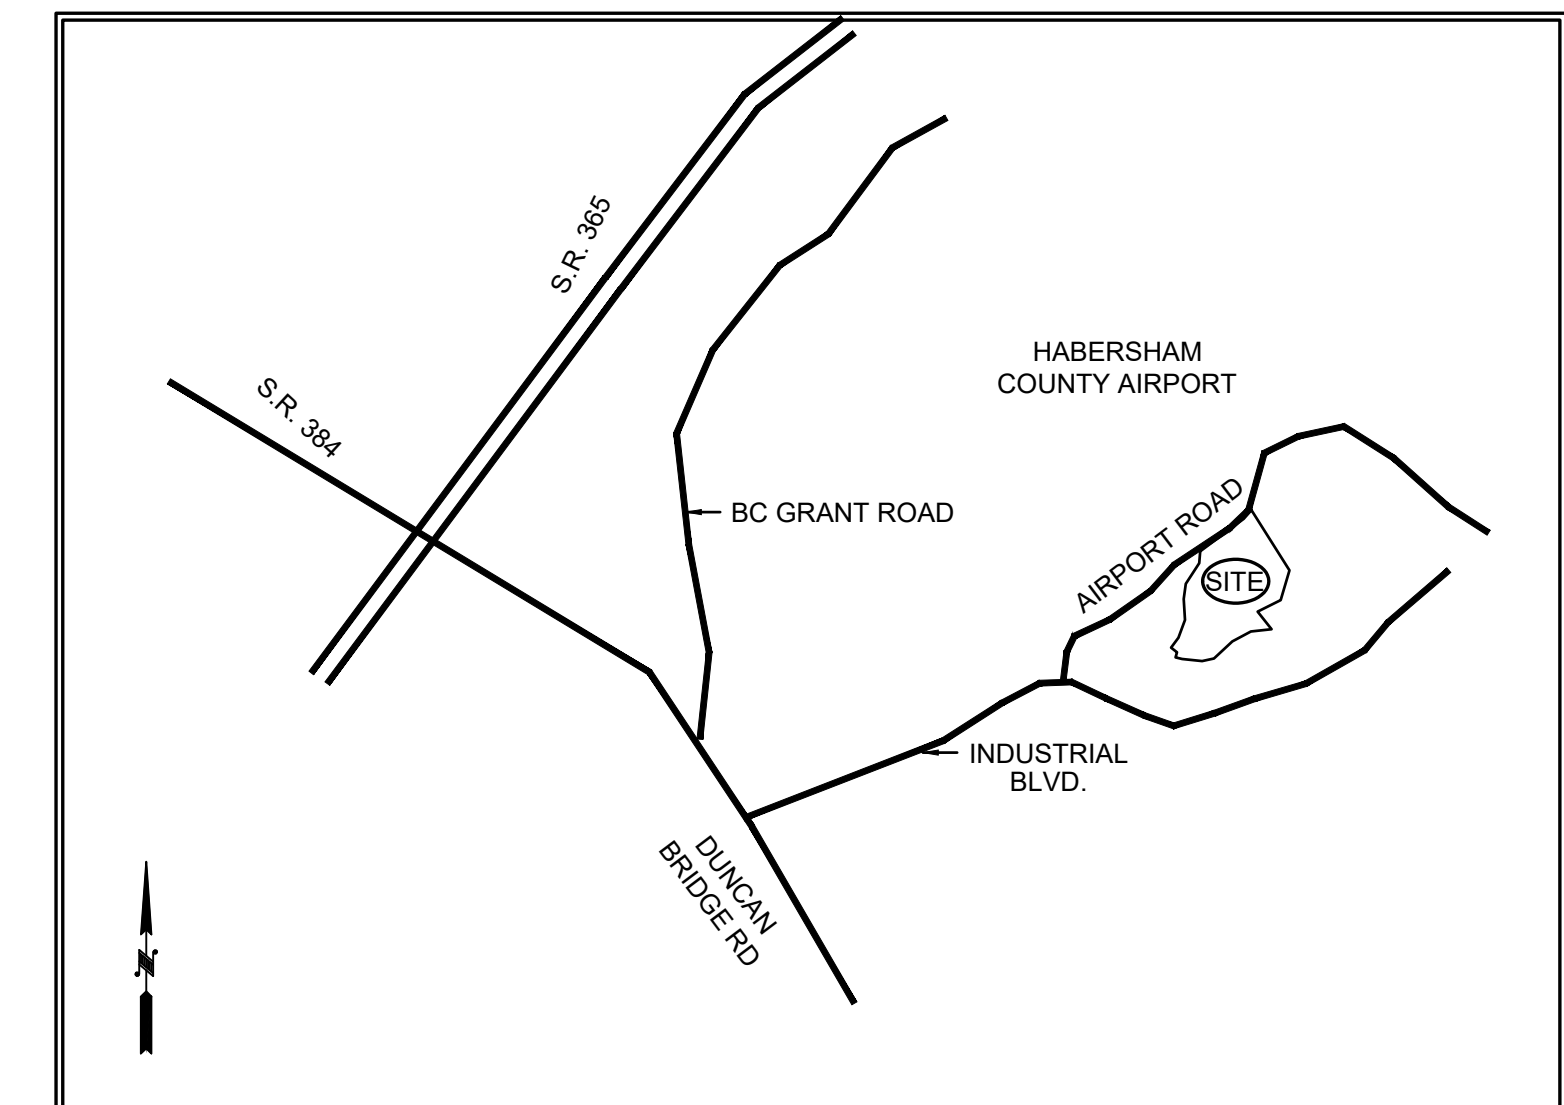 S.R. 365
S.R. 384
HABERSHAM
COUNTY AIRPORT
BC GRANT ROAD
AIRPORT ROAD
SITE
INDUSTRIAL
BLVD.
DUNCAN
BRIDGE RD
N